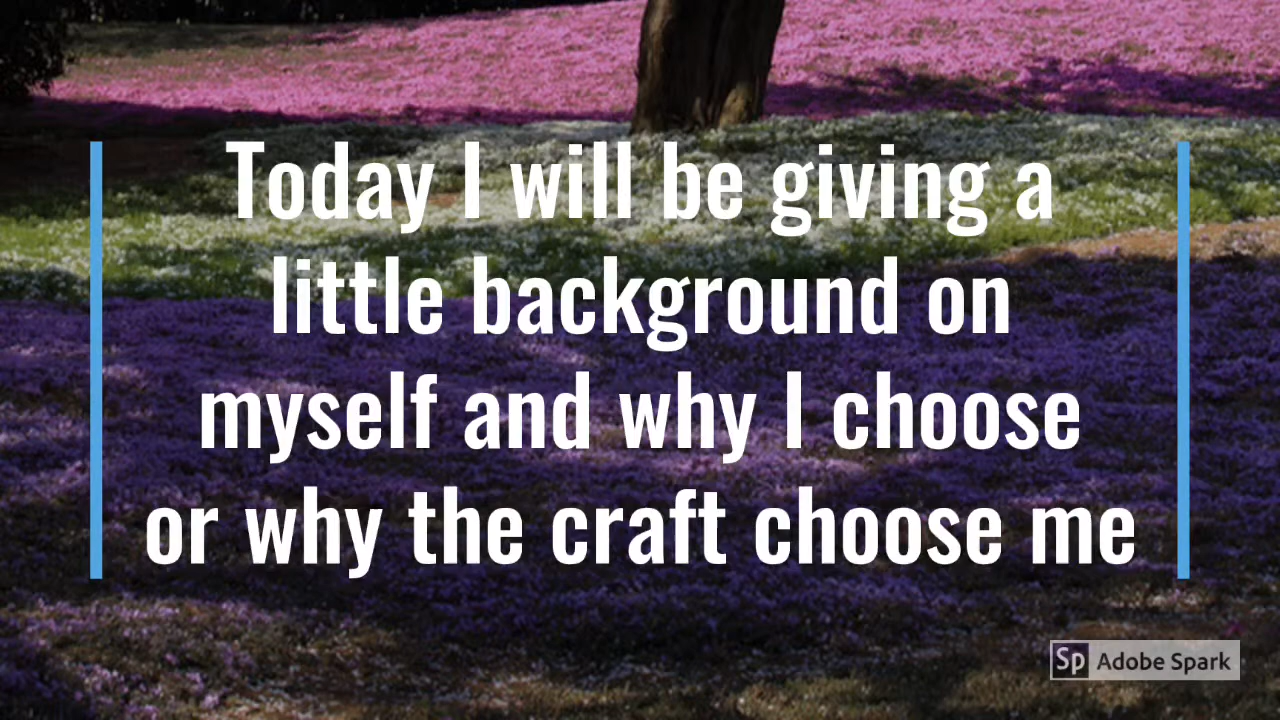 Today I will be giving a
little background on
myself and why I choose
or why the craft choose me
Sp Adobe Spark